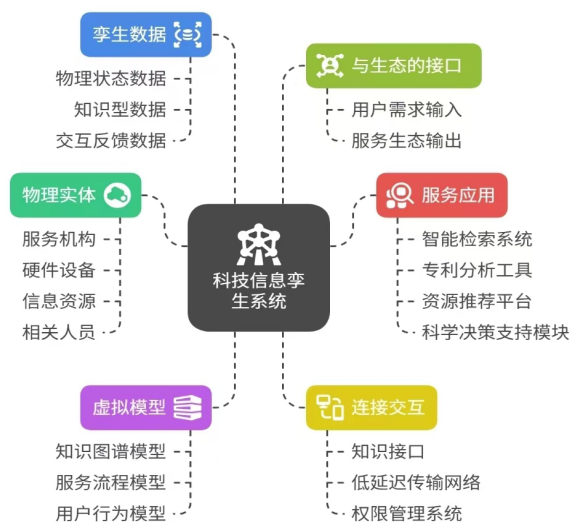 孪生数据
物理状态数据
知识型数据
交互反馈数据
与生态的接口
用户需求输入
服务生态输出
物理实体
服务机构
硬件设备
信息资源
相关人员
科技信息孪
生系统
服务应用
智能检索系统
专利分析工具
资源推荐平台
科学决策支持模块
虚拟模型
知识图谱模型
服务流程模型
用户行为模型
连接交互
知识接口
低延迟传输网络
权限管理系统